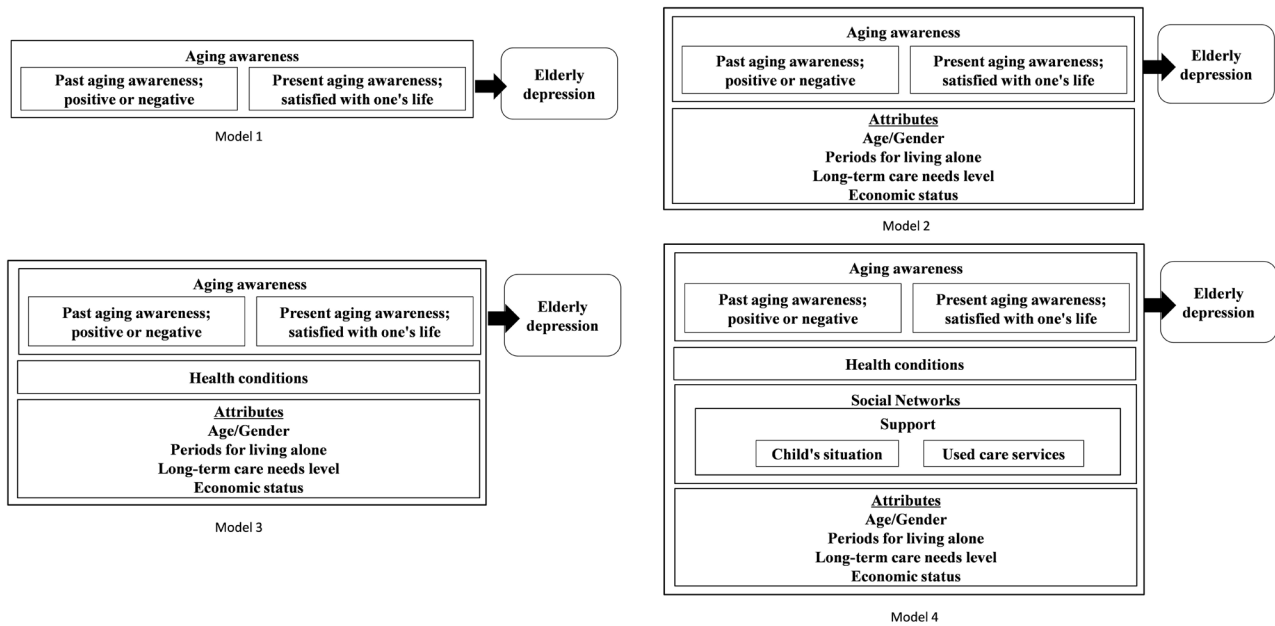 Aging awareness
Past aging awareness;
positive or negative
Present aging awareness;
satisfied with one's life
Elderly
depression
Model 1
Aging awareness
Past aging awareness;
positive or negative
Present aging awareness;
satisfied with one's life
Attributes
Age/Gender
Periods for living alone
Long-term care needs level
Economic status
Elderly
depression
Model 2
Aging awareness
Past aging awareness;
positive or negative
Present aging awareness;
satisfied with one's life
Health conditions
Attributes
Age/Gender
Periods for living alone
Long-term care needs level
Economic status
Elderly
depression
Model 3
Aging awareness
Past aging awareness;
positive or negative
Present aging awareness;
satisfied with one's life
Health conditions
Social Networks
Support
Child's situation
Used care services
Attributes
Age/Gender
Periods for living alone
Long-term care needs level
Economic status
Elderly
depression
Model 4